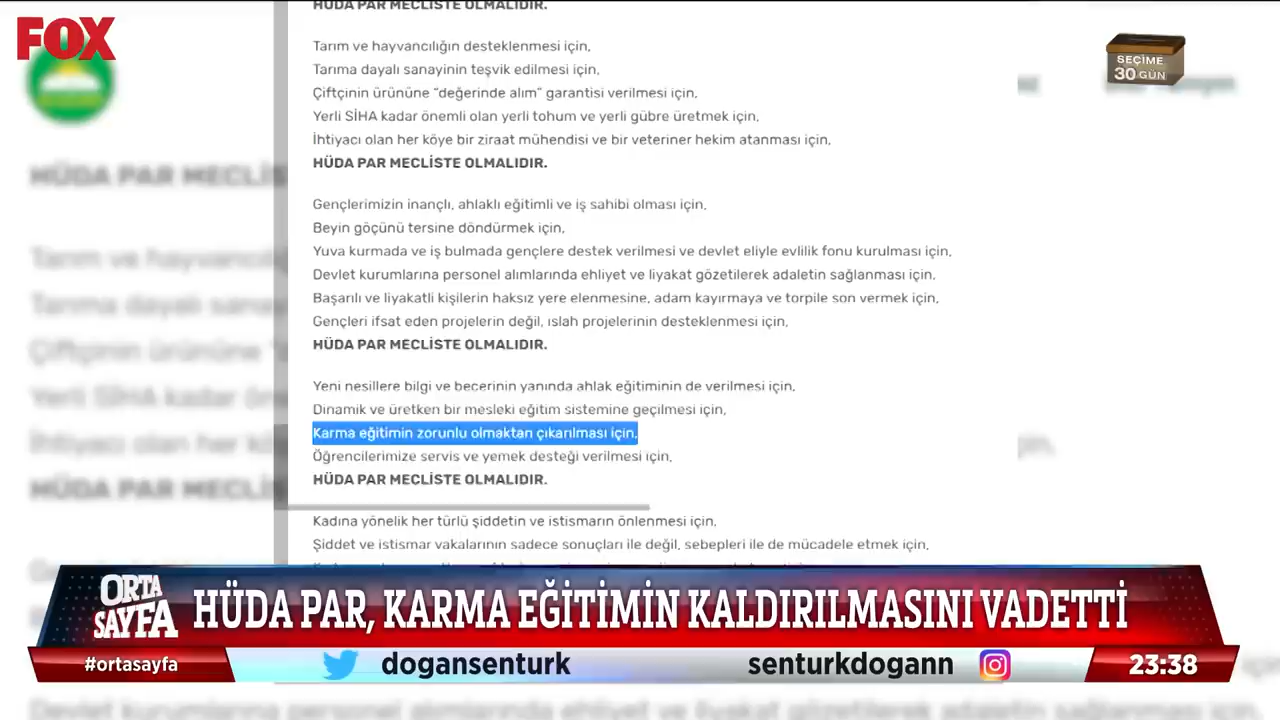 HÜDA PAR MECLİSTE OLMALIDIR.
FOX
SEÇİME
30 GÜN
Tarım ve hayvancılığın desteklenmesi için,
Tarıma dayalı sanayinin teşvik edilmesi için,
Çiftçinin ürününe "değerinde alım" garantisi verilmesi için,
Yerli SİHA kadar önemli olan yerli tohum ve yerli gübre üretmek için,
İhtiyacı olan her köye bir ziraat mühendisi ve bir veteriner hekim atanması için,
HÜDA PAR MECLİSTE OLMALIDIR.
Gençlerimizin inançlı, ahlaklı eğitimli ve iş sahibi olması için,
Beyin göçünü tersine döndürmek için,
Yuva kurmada ve iş bulmada gençlere destek verilmesi ve devlet eliyle evlilik fonu kurulması için,
Devlet kurumlarına personel alımlarında ehliyet ve liyakat gözetilerek adaletin sağlanması için.
Başarılı ve liyakatli kişilerin haksız yere elenmesine, adam kayırmaya ve torpile son vermek için,
Gençleri ifsat eden projelerin değil, ıslah projelerinin desteklenmesi için,
HÜDA PAR MECLİSTE OLMALIDIR.
Yeni nesillere bilgi ve becerinin yanında ahlak eğitiminin de verilmesi için,
Dinamik ve üretken bir mesleki eğitim sistemine geçilmesi için,
Karma eğitimin zorunlu olmaktan çıkarılması için,
Öğrencilerimize servis ve yemek desteği verilmesi için,
HÜDA PAR MECLİSTE OLMALIDIR.
Kadına yönelik her türlü şiddetin ve istismarın önlenmesi için,
Şiddet ve istismar vakalarının sadece sonuçları ile değil, sebepleri ile de mücadele etmek için,
ORTA
SAYFA
HÜDA PAR, KARMA EĞİTİMİN KALDIRILMASINI VADETTİ
#ortasayfa
dogansenturk
senturkdogann
23:38